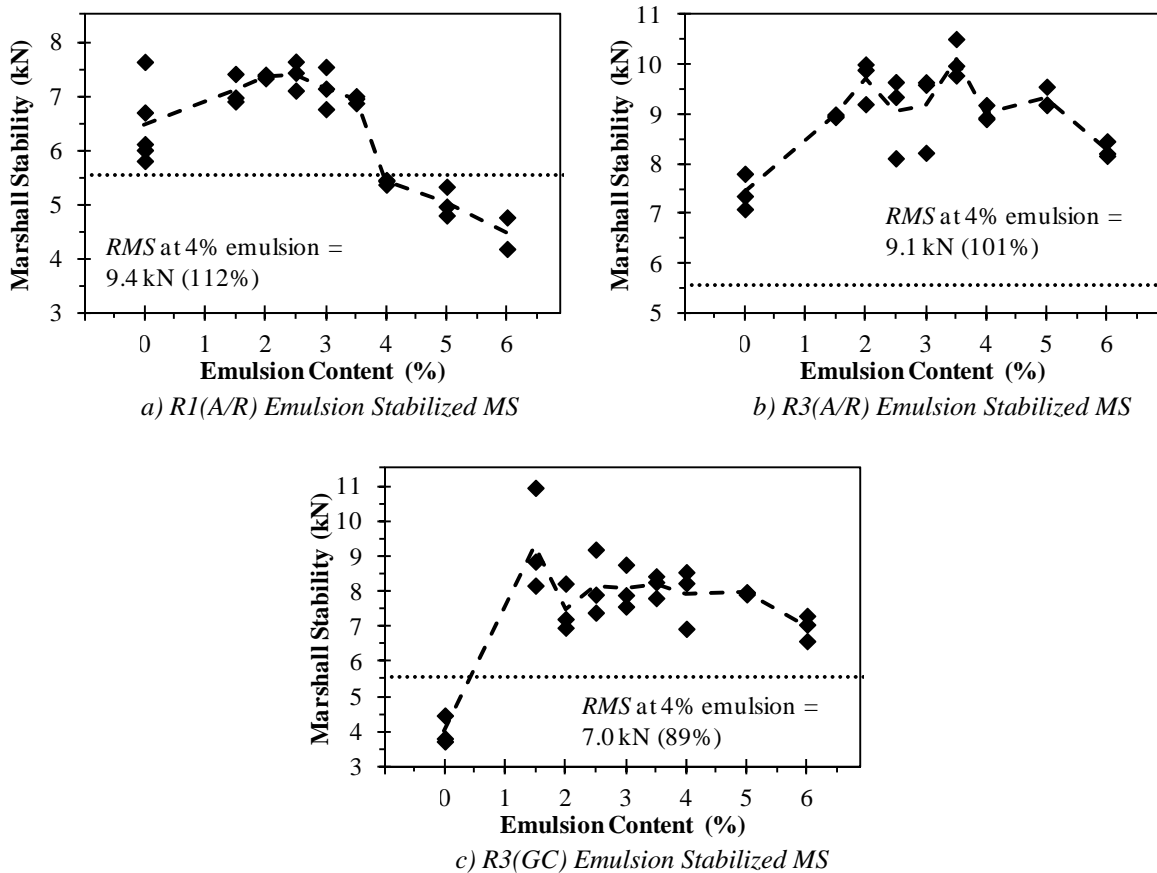 8
7
6
5
4
3
Marshall Stability (kN)
RMS at 4% emulsion =
9.4 kN (112%)
0 1 2 3 4 5 6
Emulsion Content (%)
a) R1(A/R) Emulsion Stabilized MS
11
10
9
8
7
6
5
Marshall Stability (kN)
RMS at 4% emulsion =
9.1 kN (101%)
0 1 2 3 4 5 6
Emulsion Content (%)
b) R3(A/R) Emulsion Stabilized MS
11
10
9
8
7
6
5
4
3
Marshall Stability (kN)
RMS at 4% emulsion =
7.0 kN (89%)
0 1 2 3 4 5 6
Emulsion Content (%)
c) R3(GC) Emulsion Stabilized MS